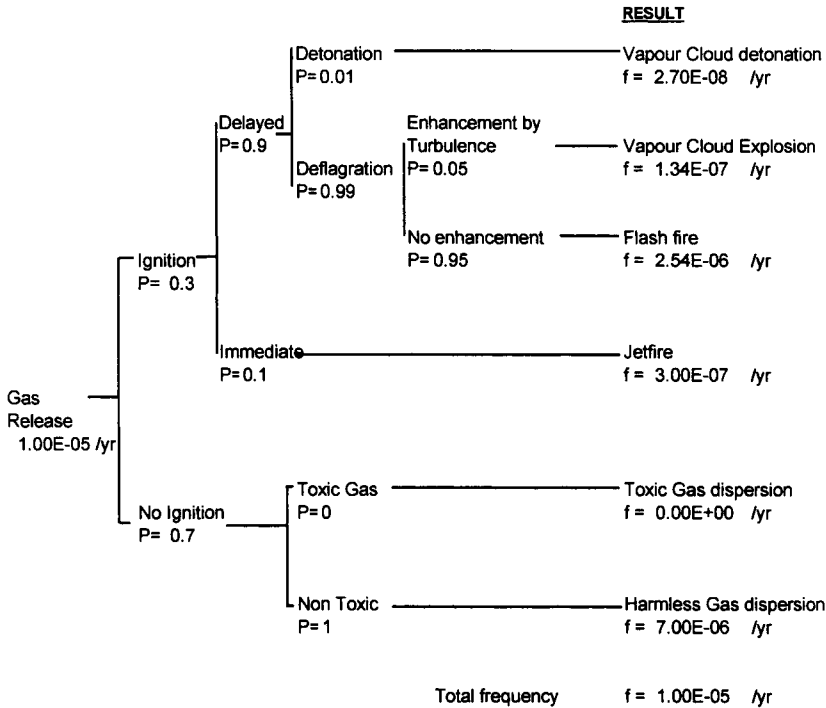 RESULT
Detonation
P= 0.01
Vapour Cloud detonation
f = 2.70E-08 /yr
Delayed
P= 0.9
Enhancement by
Turbulence
P= 0.05
Vapour Cloud Explosion
f = 1.34E-07 /yr
Deflagration
P= 0.99
No enhancement
P= 0.95
Flash fire
f = 2.54E-06 /yr
Ignition
P= 0.3
Immediate
P= 0.1
Jetfire
f = 3.00E-07 /yr
Gas
Release
1.00E-05 /yr
Toxic Gas
P= 0
Toxic Gas dispersion
f = 0.00E+00 /yr
No Ignition
P= 0.7
Non Toxic
P= 1
Harmless Gas dispersion
f = 7.00E-06 /yr
Total frequency f = 1.00E-05 /yr